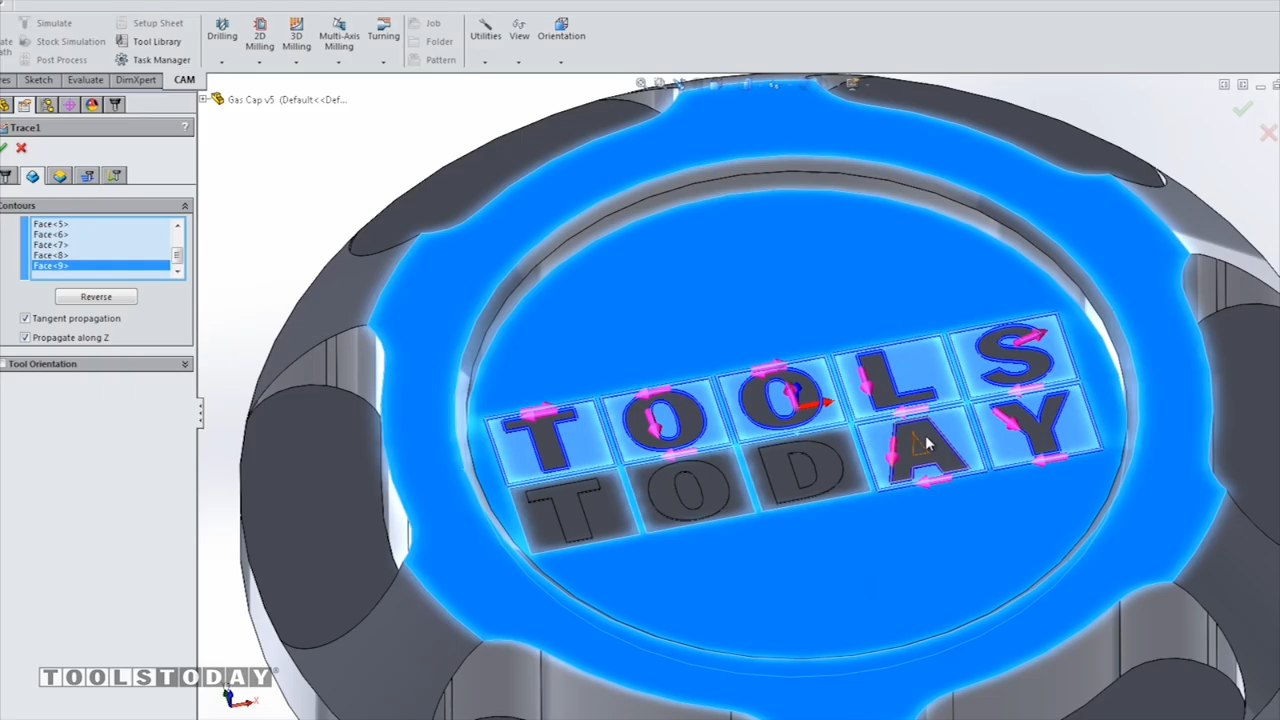 Simulate
Setup Sheet
Job
Stock Simulation
Tool Library
Folder
Post Process
Task Manager
Pattern
Drilling
2D Milling
3D Milling
Multi-Axis Milling
Turning
Utilities
View
Orientation
Sketch
Evaluate
DimXpert
CAM
Gas Cap v5 (Default<<Def...
Trace1
?
Contours
Face<5>
Face<6>
Face<7>
Face<8>
Face<9>
Reverse
Tangent propagation
Propagate along Z
Tool Orientation
TOOLS
TODAY
TOOLSTODAY®
X